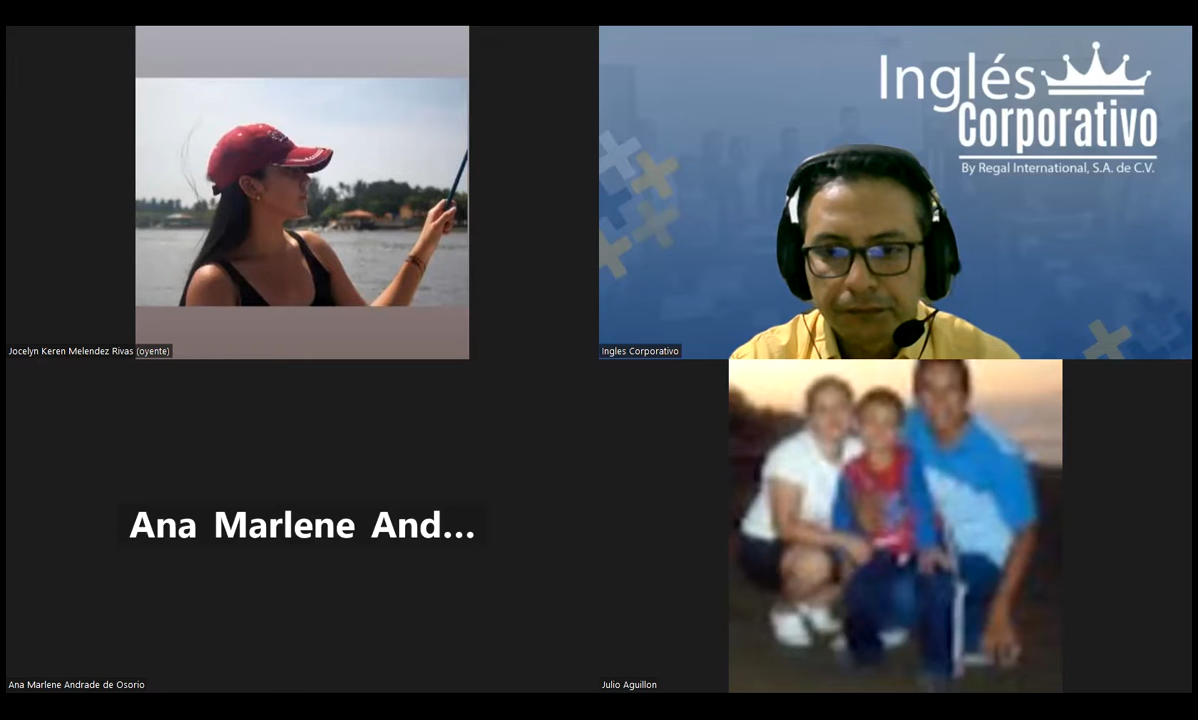 Inglés
Corporativo
By Regal International, S.A. de C.V.
Jocelyn Keren Melendez Rivas (oyente)
Ingles Corporativo
Ana Marlene And...
Ana Marlene Andrade de Osorio
Julio Aguillon